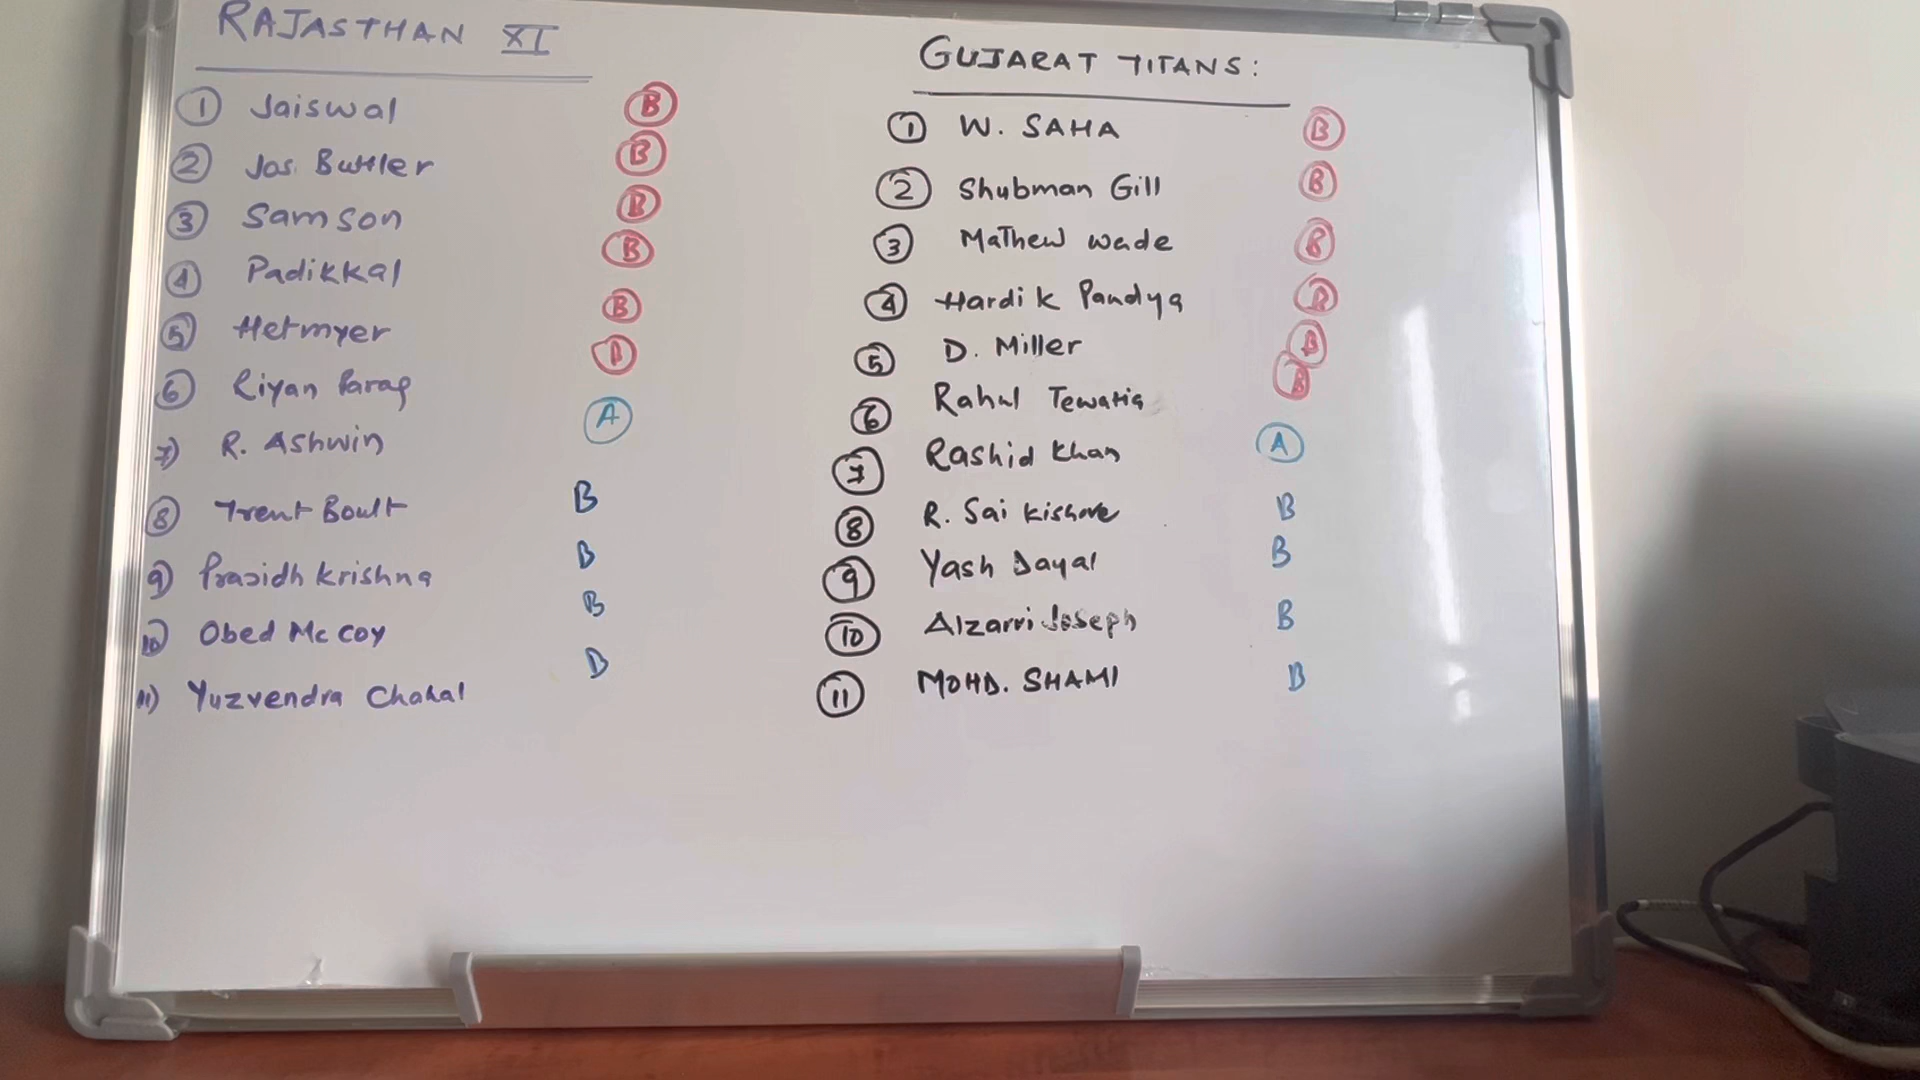 RAJASTHAN XI
① Jaiswal B
② Jos. Buttler B
③ Samson B
④ Padikkal B
⑤ Hetmyer B
⑥ Riyan Parag B
7) R. Ashwin A
⑧ Trent Boult B
9) Prasidh Krishna B
10) Obed Mc Coy B
11) Yuzvendra Chahal B
GUJARAT TITANS:
① W. SAHA B
② Shubman Gill B
③ Mathew wade B
④ Hardik Pandya B
⑤ D. Miller B
⑥ Rahul Tewatia B
⑦ Rashid Khan A
⑧ R. Sai Kishore B
⑨ Yash Dayal B
⑩ Alzarri Joseph B
⑪ MOHD. SHAMI B